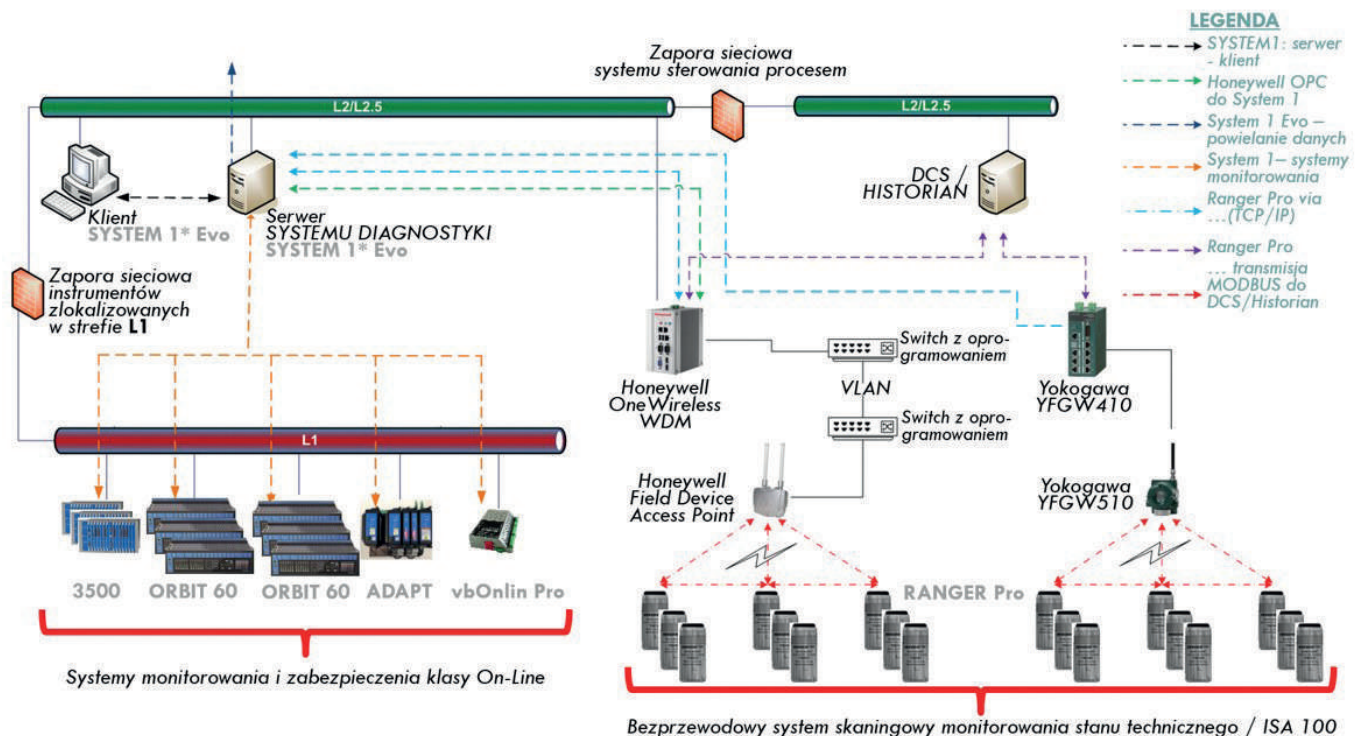 LEGENDA
SYSTEM1: serwer
- klient
Honeywell OPC
do System 1
System 1 Evo –
powielanie danych
System 1– systemy
monitorowania
Ranger Pro via
...(TCP/IP)
Ranger Pro
... transmisja
MODBUS do
DCS/Historian
Zapora sieciowa
systemu sterowania procesem
L2/L2.5
L2/L2.5
Klient
SYSTEM 1* Evo
Serwer
SYSTEMU DIAGNOSTYKI
SYSTEM 1* Evo
DCS /
HISTORIAN
Zapora sieciowa
instrumentów
zlokalizowanych
w strefie L1
Honeywell
OneWireless
WDM
Switch z opro-
gramowaniem
VLAN
Switch z opro-
gramowaniem
Yokogawa
YFGW410
L1
Honeywell
Field Device
Access Point
Yokogawa
YFGW510
3500
ORBIT 60
ORBIT 60
ADAPT
vbOnlin Pro
RANGER Pro
Systemy monitorowania i zabezpieczenia klasy On-Line
Bezprzewodowy system skaningowy monitorowania stanu technicznego / ISA 100